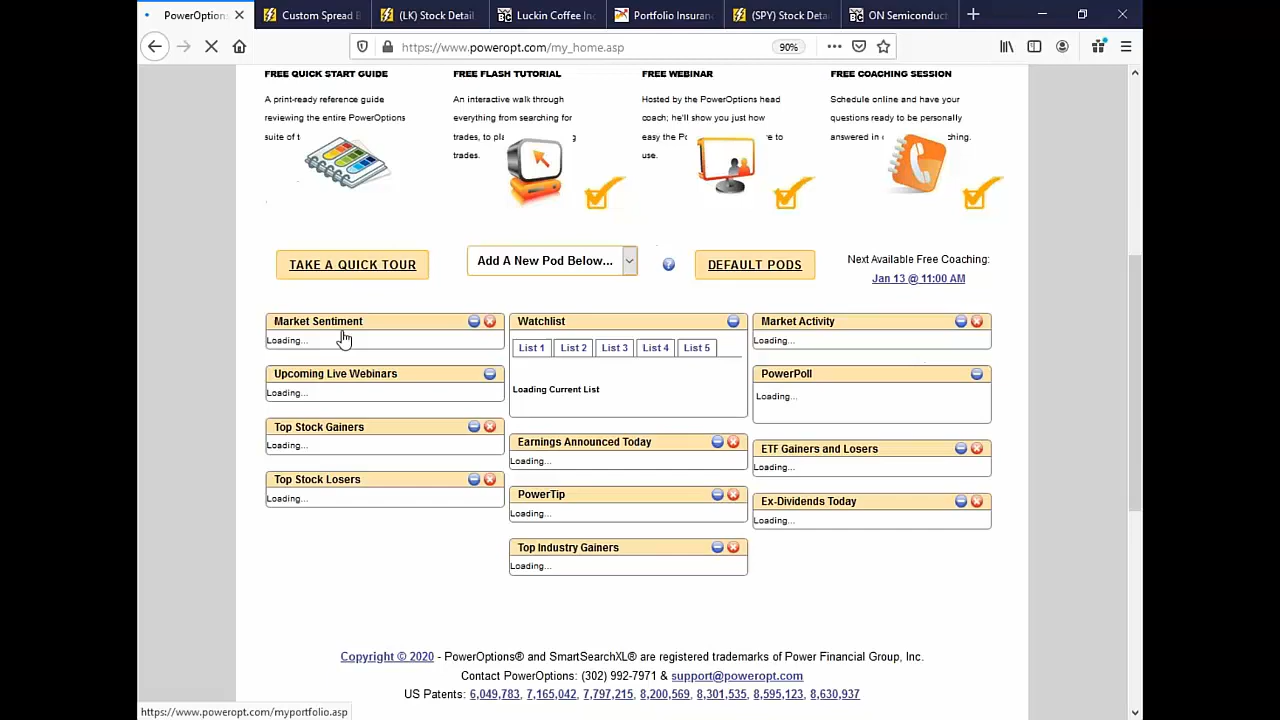 PowerOptions
Custom Spread B
(LK) Stock Detail
Luckin Coffee Inc
Portfolio Insuranc
(SPY) Stock Deta
ON Semiconduct
https://www.poweropt.com/my_home.asp
90%
FREE QUICK START GUIDE
A print-ready reference guide
reviewing the entire PowerOptions
suite of t
FREE FLASH TUTORIAL
An interactive walk through
everything from searching for
trades, to pla
g
trades.
FREE WEBINAR
Hosted by the PowerOptions head
coach; he'll show you just how
easy the Po
re to
use.
FREE COACHING SESSION
Schedule online and have your
questions ready to be personally
answered in
ching.
TAKE A QUICK TOUR
Add A New Pod Below...
DEFAULT PODS
Next Available Free Coaching:
Jan 13 @ 11:00 AM
Market Sentiment
Loading...
Upcoming Live Webinars
Loading...
Top Stock Gainers
Loading...
Top Stock Losers
Loading...
Watchlist
List 1 List 2 List 3 List 4 List 5
Loading Current List
Earnings Announced Today
Loading...
PowerTip
Loading...
Top Industry Gainers
Loading...
Market Activity
Loading...
PowerPoll
Loading...
ETF Gainers and Losers
Loading...
Ex-Dividends Today
Loading...
Copyright © 2020 - PowerOptions® and SmartSearchXL® are registered trademarks of Power Financial Group, Inc.
Contact PowerOptions: (302) 992-7971 & support@poweropt.com
US Patents: 6,049,783, 7,165,042, 7,797,215, 8,200,569, 8,301,535, 8,595,123, 8,630,937
https://www.poweropt.com/myportfolio.asp